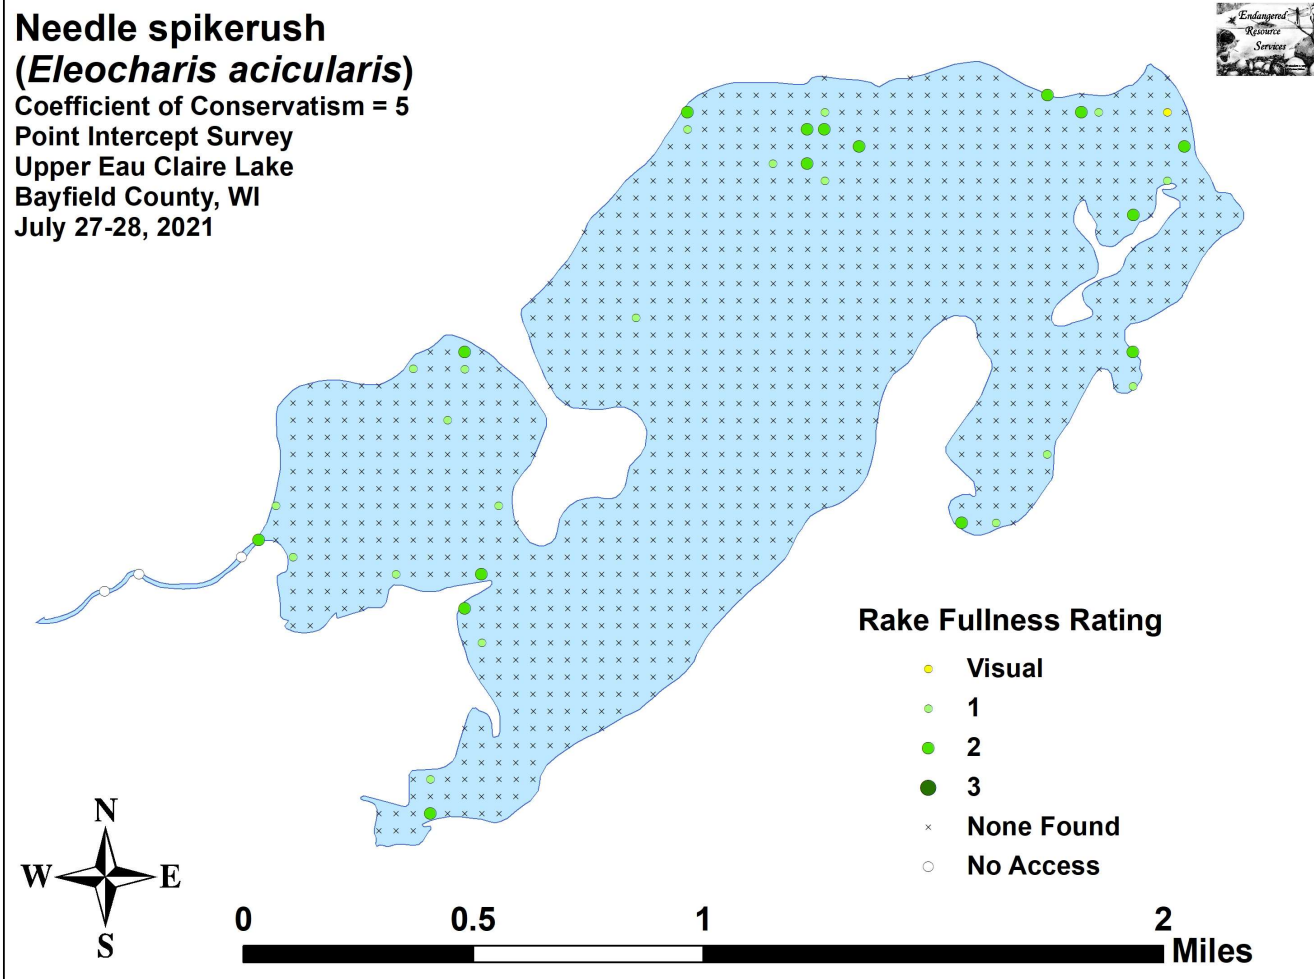 Needle spikerush
(Eleocharis acicularis)
Coefficient of Conservatism = 5
Point Intercept Survey
Upper Eau Claire Lake
Bayfield County, WI
July 27-28, 2021
Endangered
Resource
Services
Rake Fullness Rating
Visual
1
2
3
None Found
No Access
N
W E
S
0 0.5 1 2
Miles